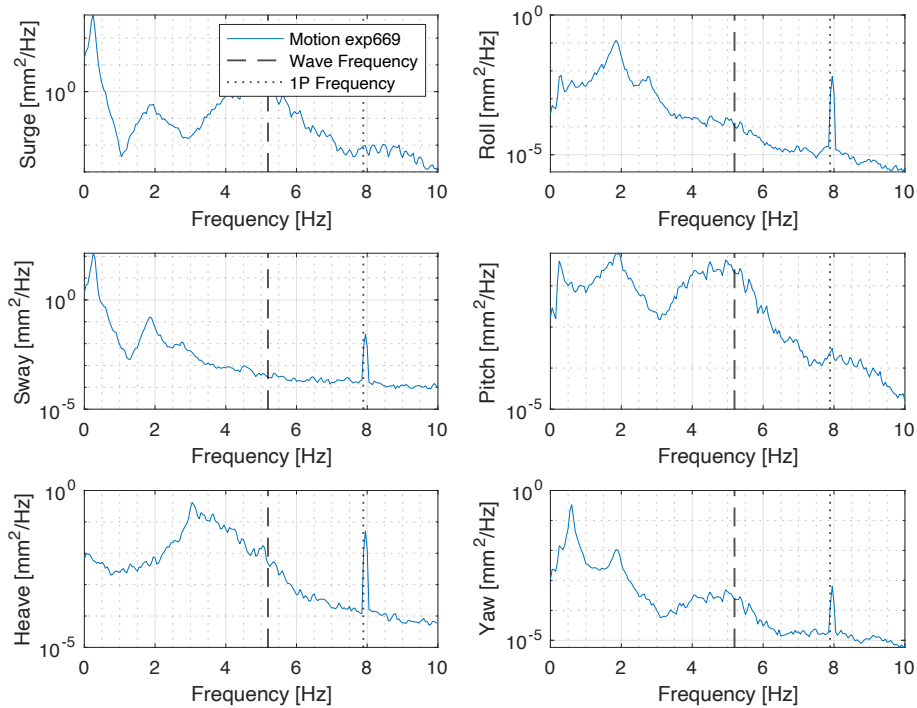 Surge [mm²/Hz]
10⁰
Motion exp669
Wave Frequency
1P Frequency
0 2 4 6 8 10
Frequency [Hz]
Roll [mm²/Hz]
10⁰
10⁻⁵
0 2 4 6 8 10
Frequency [Hz]
Sway [mm²/Hz]
10⁰
10⁻⁵
0 2 4 6 8 10
Frequency [Hz]
Pitch [mm²/Hz]
10⁻⁵
0 2 4 6 8 10
Frequency [Hz]
Heave [mm²/Hz]
10⁰
10⁻⁵
0 2 4 6 8 10
Frequency [Hz]
Yaw [mm²/Hz]
10⁰
10⁻⁵
0 2 4 6 8 10
Frequency [Hz]